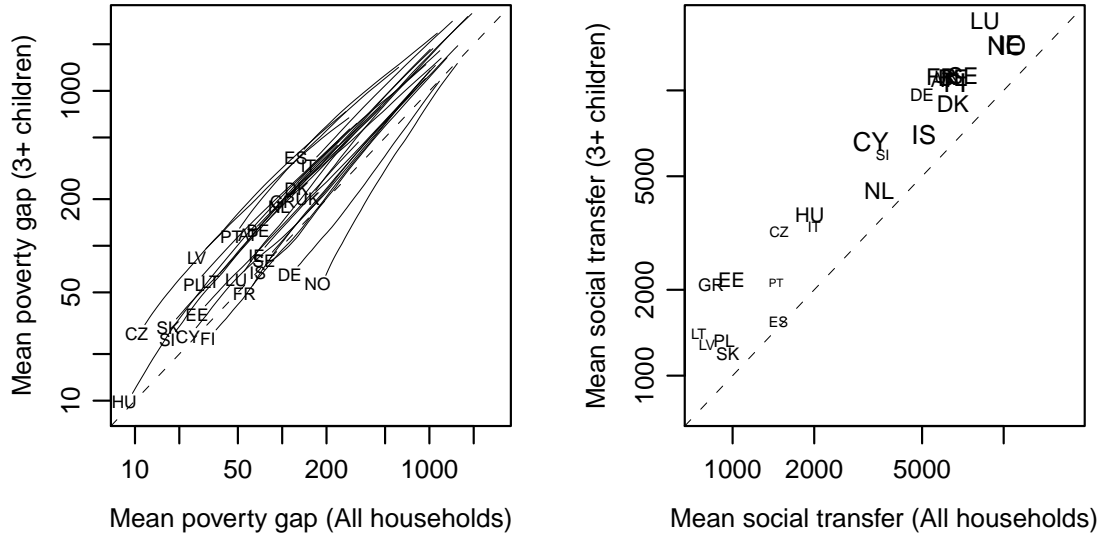 Mean poverty gap (3+ children)
1000
200
50
10
ES
IT
DK
GR
UK
NL
PT
AT
BE
LV
IE
SE
IS
DE
PL
LT
LU
NO
FR
EE
SK
CZ
SI
CY
FI
HU
10 50 200 1000
Mean poverty gap (All households)
Mean social transfer (3+ children)
5000
2000
1000
LU
NO
IE
SE
DE
DK
IS
CY
SI
NL
HU
IT
CZ
EE
GR
PT
ES
LT
LV
PL
SK
1000 2000 5000
Mean social transfer (All households)